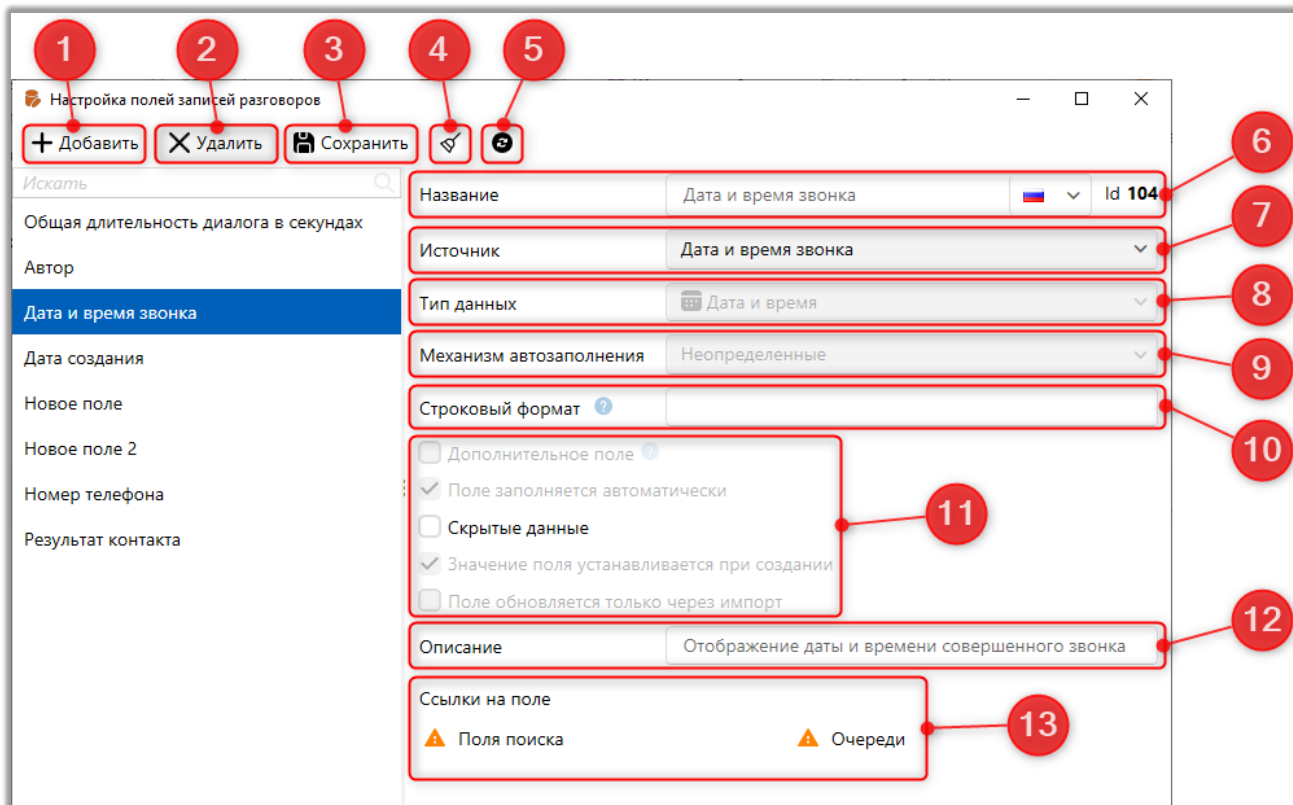 1 2 3 4 5
Настройка полей записей разговоров
Добавить Удалить Сохранить
6
Искать
Название Дата и время звонка Id 104
7
Общая длительность диалога в секундах
Источник Дата и время звонка
Автор
8
Тип данных Дата и время
Дата и время звонка
Механизм автозаполнения Неопределенные
Дата создания
9
Новое поле
Строковый формат ?
10
Новое поле 2
Дополнительное поле ?
Номер телефона
Поле заполняется автоматически
11
Скрытые данные
Результат контакта
Значение поля устанавливается при создании
Поле обновляется только через импорт
12
Описание Отображение даты и времени совершенного звонка
Ссылки на поле
13
Поля поиска Очереди